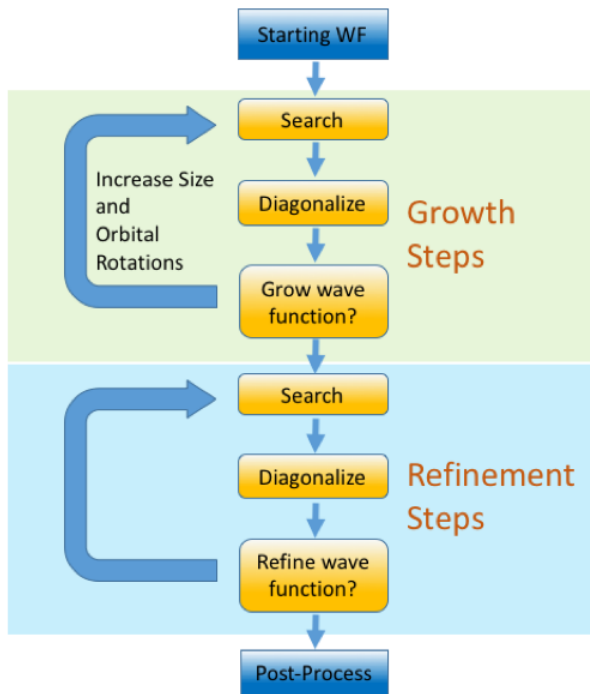 Starting WF
Search
Increase Size
and
Orbital
Rotations
Diagonalize
Growth
Steps
Grow wave
function?
Search
Diagonalize
Refinement
Steps
Refine wave
function?
Post-Process